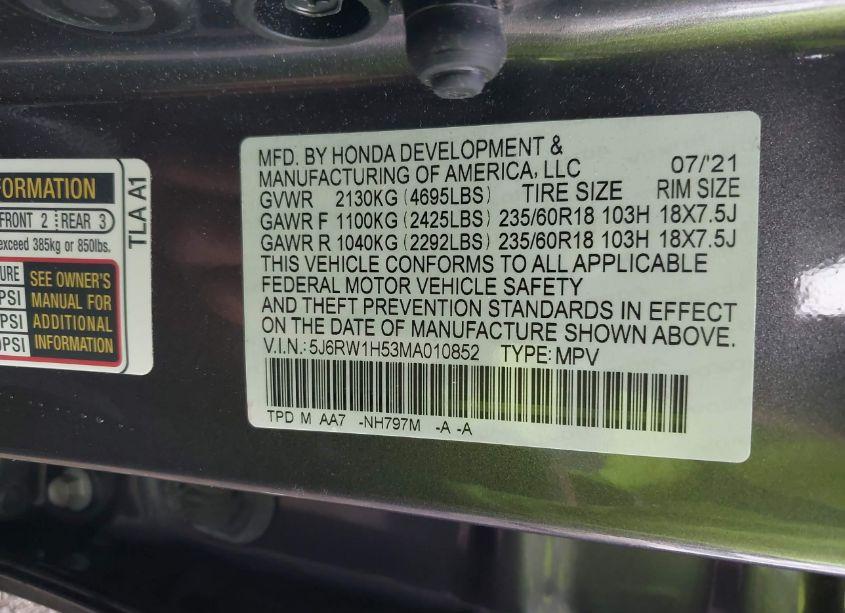 FORMATION
FRONT 2 REAR 3
exceed 385kg or 850lbs.
SEE OWNER'S
PSI MANUAL FOR
PSI ADDITIONAL
PSI INFORMATION
TLA A1
MFD. BY HONDA DEVELOPMENT &
MANUFACTURING OF AMERICA, LLC 07/'21
GVWR 2130KG (4695LBS) TIRE SIZE RIM SIZE
GAWR F 1100KG (2425LBS) 235/60R18 103H 18X7.5J
GAWR R 1040KG (2292LBS) 235/60R18 103H 18X7.5J
THIS VEHICLE CONFORMS TO ALL APPLICABLE
FEDERAL MOTOR VEHICLE SAFETY
AND THEFT PREVENTION STANDARDS IN EFFECT
ON THE DATE OF MANUFACTURE SHOWN ABOVE.
V.I.N.: 5J6RW1H53MA010852 TYPE: MPV
TPD M AA7 -NH797M -A -A